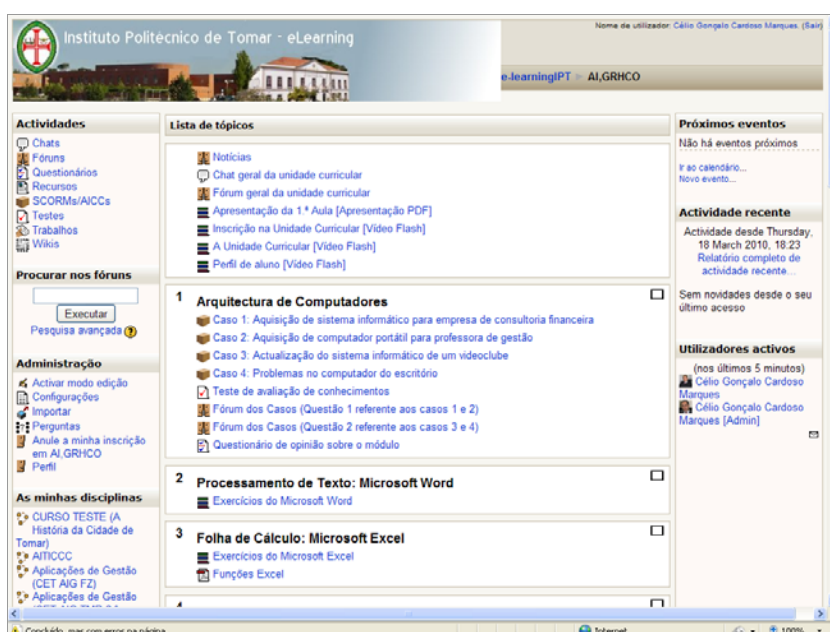 Instituto Politécnico de Tomar - eLearning
Nome de utilizador: Célio Gonçalo Cardoso Marques. (Sair)
e-learningIPT ► AI,GRHCO
Actividades
Chats
Fóruns
Questionários
Recursos
SCORMs/AICCs
Testes
Trabalhos
Wikis
Procurar nos fóruns
Executar
Pesquisa avançada
Administração
Activar modo edição
Configurações
Importar
Perguntas
Anule a minha inscrição
em AI,GRHCO
Perfil
As minhas disciplinas
CURSO TESTE (A
História da Cidade de
Tomar)
AITICCC
Aplicações de Gestão
(CET AIG FZ)
Aplicações de Gestão
Lista de tópicos
Notícias
Chat geral da unidade curricular
Fórum geral da unidade curricular
Apresentação da 1.ª Aula [Apresentação PDF]
Inscrição na Unidade Curricular [Vídeo Flash]
A Unidade Curricular [Vídeo Flash]
Perfil de aluno [Vídeo Flash]
1 Arquitectura de Computadores
Caso 1: Aquisição de sistema informático para empresa de consultoria financeira
Caso 2: Aquisição de computador portátil para professora de gestão
Caso 3: Actualização do sistema informático de um videoclube
Caso 4: Problemas no computador do escritório
Teste de avaliação de conhecimentos
Fórum dos Casos (Questão 1 referente aos casos 1 e 2)
Fórum dos Casos (Questão 2 referente aos casos 3 e 4)
Questionário de opinião sobre o módulo
2 Processamento de Texto: Microsoft Word
Exercícios do Microsoft Word
3 Folha de Cálculo: Microsoft Excel
Exercícios do Microsoft Excel
Funções Excel
Próximos eventos
Não há eventos próximos
Ir ao calendário...
Novo evento...
Actividade recente
Actividade desde Thursday,
18 March 2010, 18:23
Relatório completo de
actividade recente...
Sem novidades desde o seu
último acesso
Utilizadores activos
(nos últimos 5 minutos)
Célio Gonçalo Cardoso
Marques
Célio Gonçalo Cardoso
Marques [Admin]
Concluído, mas com erros na página.
Internet
100%